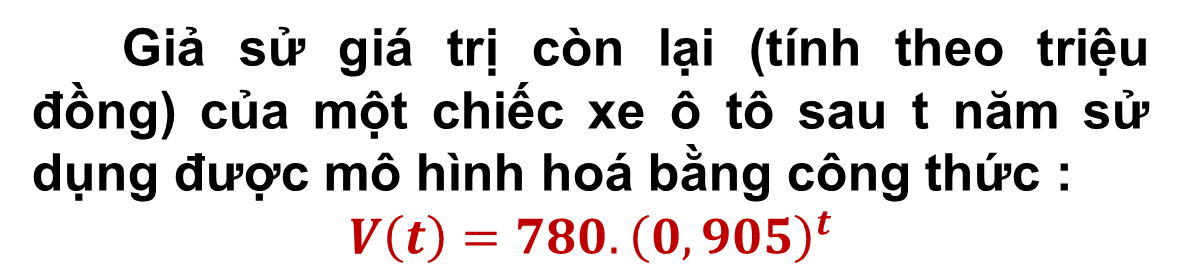 Giả sử giá trị còn lại (tính theo triệu
đồng) của một chiếc xe ô tô sau t năm sử
dụng được mô hình hoá bằng công thức :
V(t) = 780. (0, 905)^t